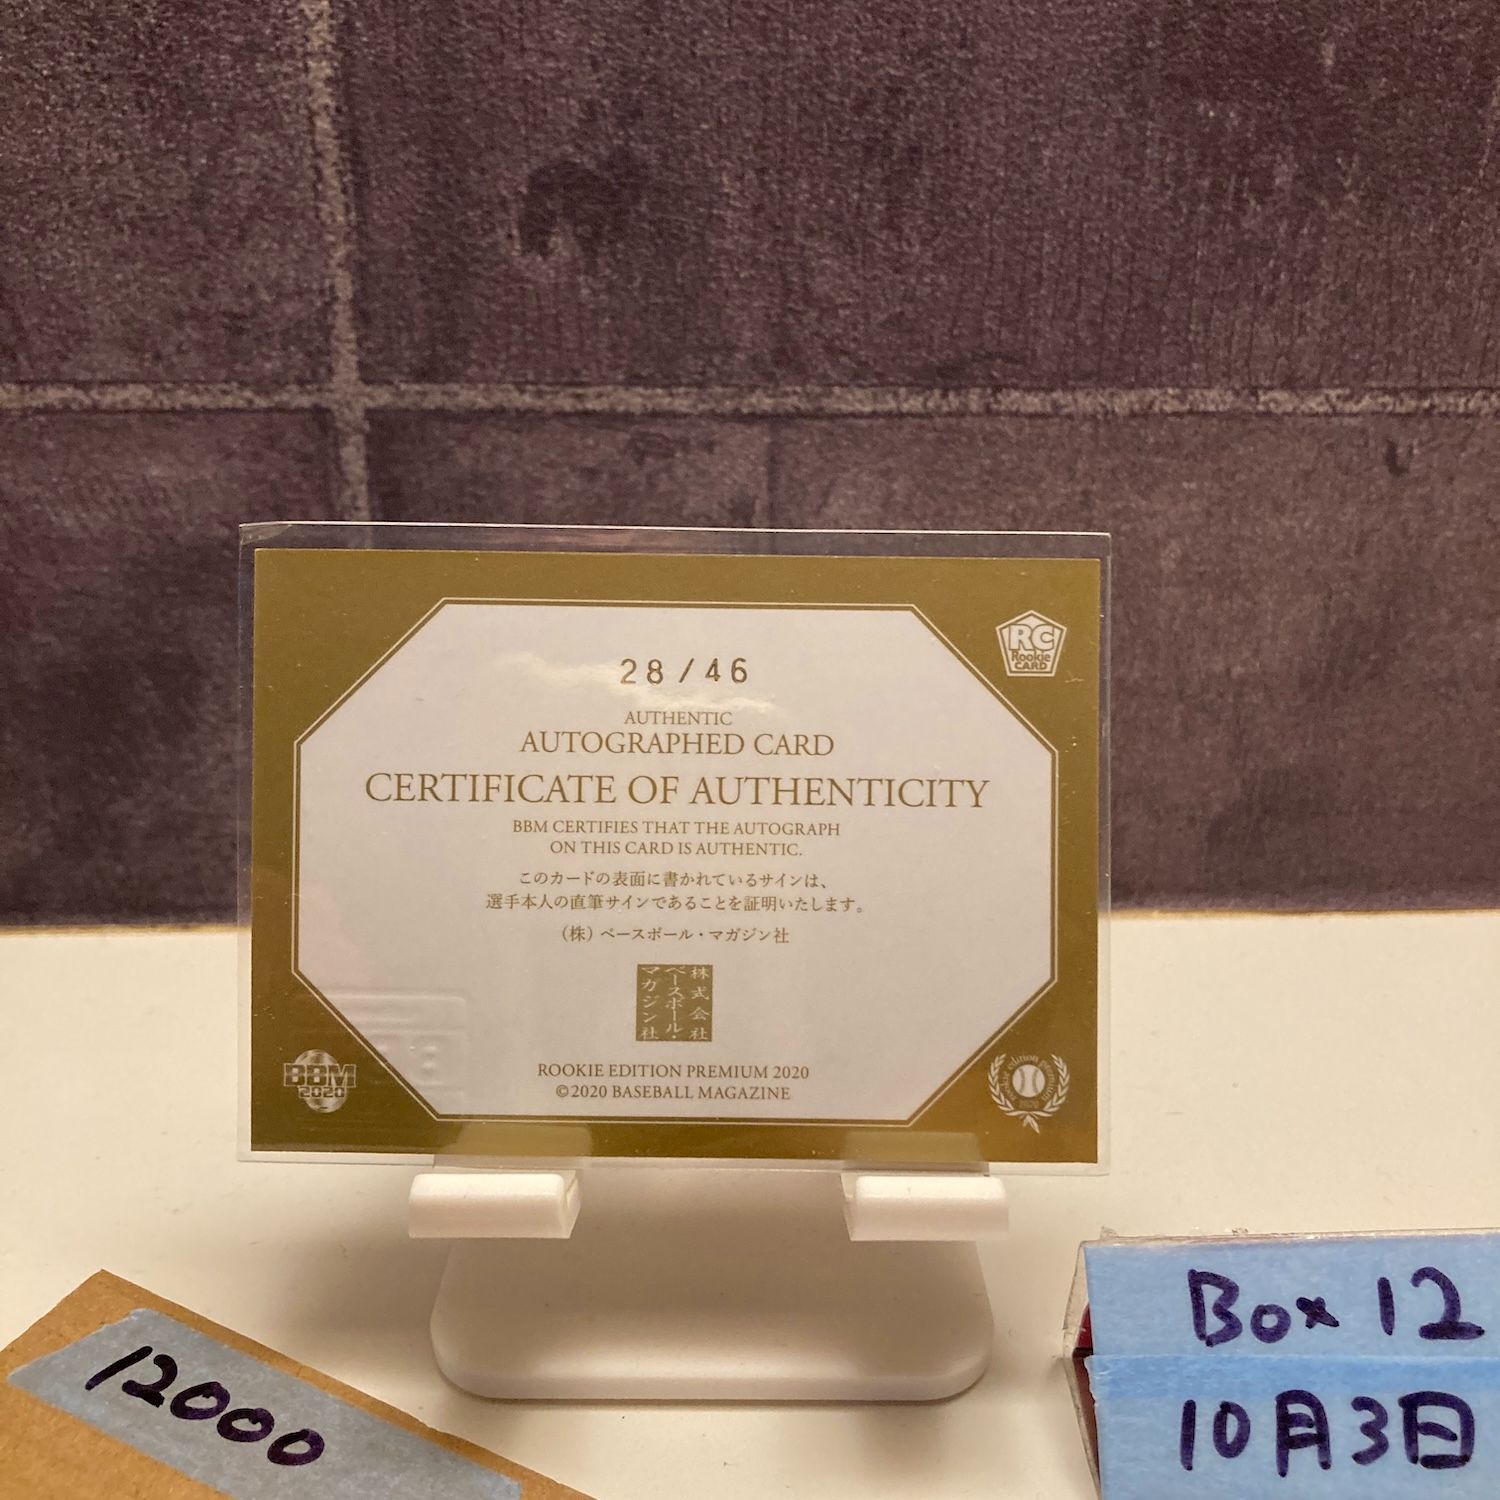 28/46
RC
Rookie
CARD
AUTHENTIC
AUTOGRAPHED CARD
CERTIFICATE OF AUTHENTICITY
BBM CERTIFIES THAT THE AUTOGRAPH
ON THIS CARD IS AUTHENTIC.
このカードの表面に書かれているサインは、
選手本人の直筆サインであることを証明いたします。
(株)ベースボール・マガジン社
株式会社
ベースボール・
マガジン社
BBM
2020
ROOKIE EDITION PREMIUM 2020
©2020 BASEBALL MAGAZINE
rookie edition premium
2020
12000
Box 12
10月3日